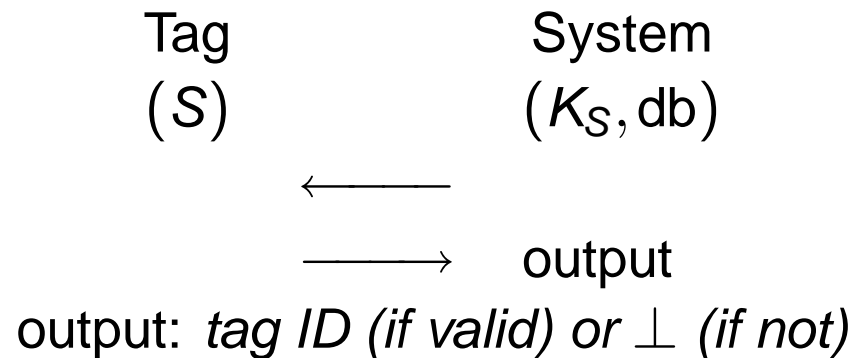 Tag System
(S) (K_S, db)
←
→ output
output: tag ID (if valid) or ⊥ (if not)